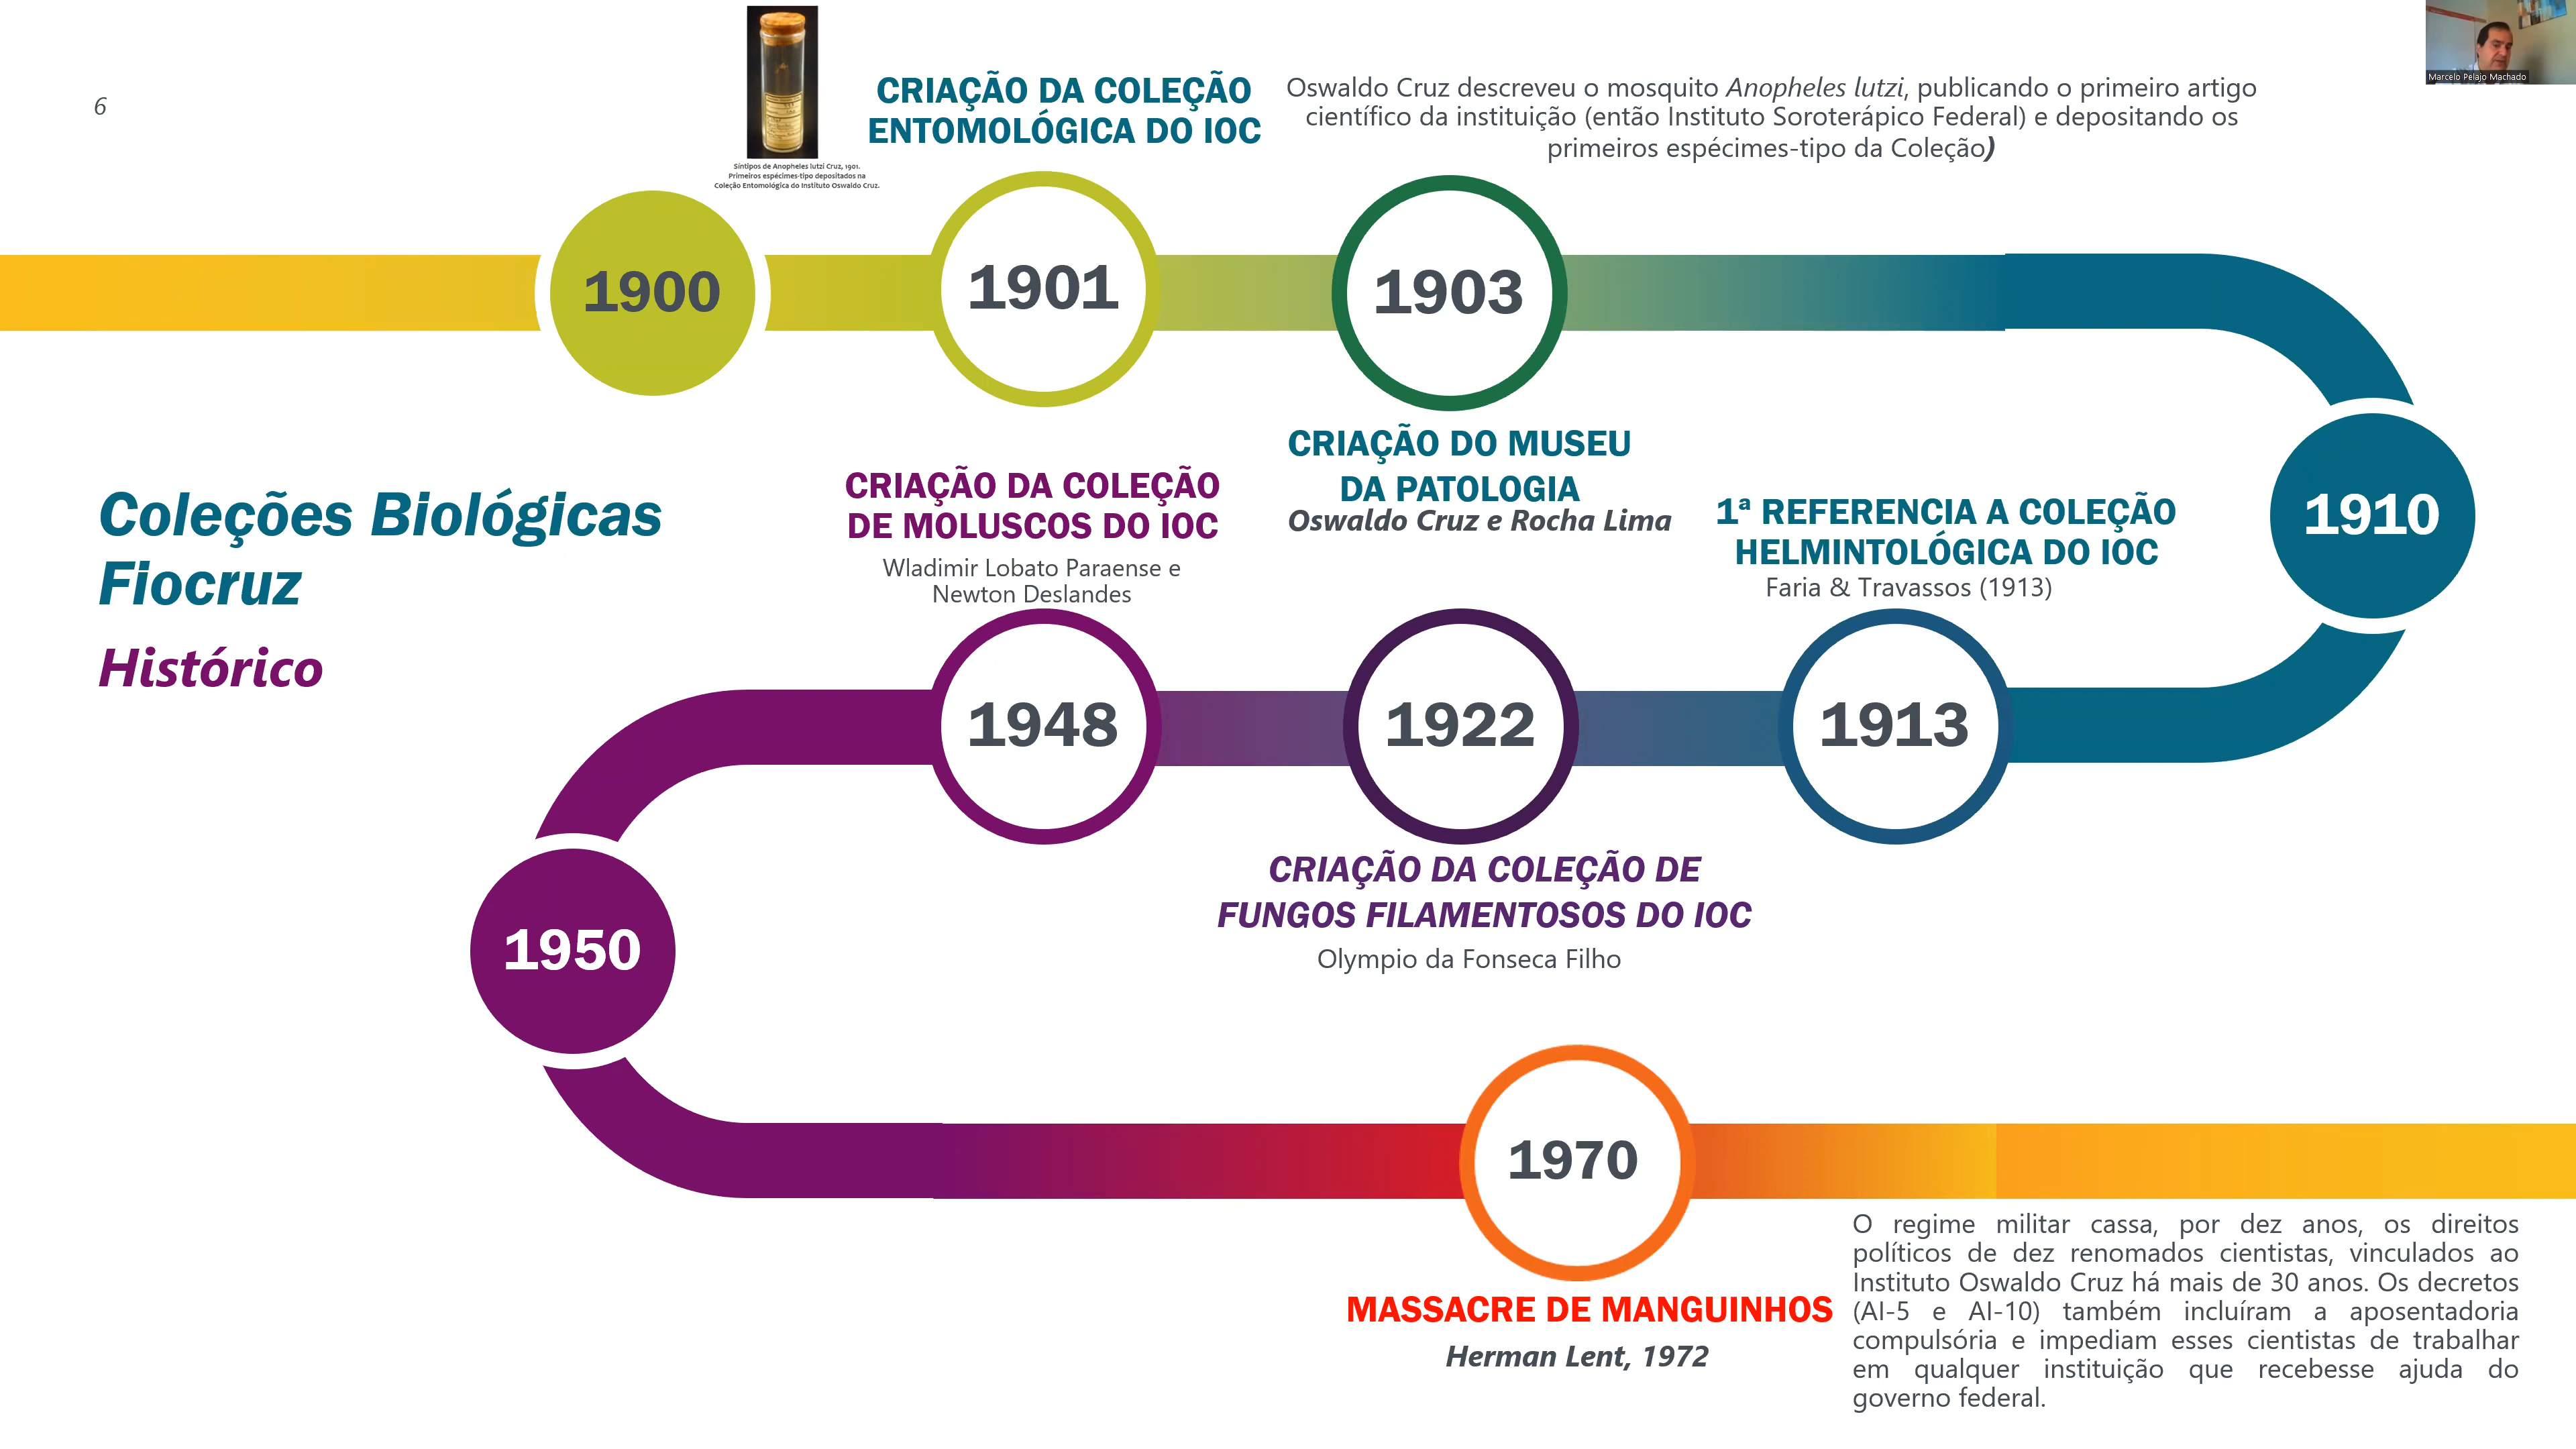 6
Síntipos de Anopheles lutzi Cruz, 1901.
Primeiros espécimes-tipo depositados na
Coleção Entomológica do Instituto Oswaldo Cruz.
CRIAÇÃO DA COLEÇÃO
ENTOMOLÓGICA DO IOC
Oswaldo Cruz descreveu o mosquito Anopheles lutzi, publicando o primeiro artigo
científico da instituição (então Instituto Soroterápico Federal) e depositando os
primeiros espécimes-tipo da Coleção)
Marcelo Pelajo Machado
1900
1901
1903
CRIAÇÃO DO MUSEU
DA PATOLOGIA
Oswaldo Cruz e Rocha Lima
1910
Coleções Biológicas
Fiocruz
Histórico
CRIAÇÃO DA COLEÇÃO
DE MOLUSCOS DO IOC
Wladimir Lobato Paraense e
Newton Deslandes
1ª REFERENCIA A COLEÇÃO
HELMINTOLÓGICA DO IOC
Faria & Travassos (1913)
1948
1922
1913
CRIAÇÃO DA COLEÇÃO DE
FUNGOS FILAMENTOSOS DO IOC
Olympio da Fonseca Filho
1950
1970
MASSACRE DE MANGUINHOS
Herman Lent, 1972
O regime militar cassa, por dez anos, os direitos
políticos de dez renomados cientistas, vinculados ao
Instituto Oswaldo Cruz há mais de 30 anos. Os decretos
(AI-5 e AI-10) também incluíram a aposentadoria
compulsória e impediam esses cientistas de trabalhar
em qualquer instituição que recebesse ajuda do
governo federal.